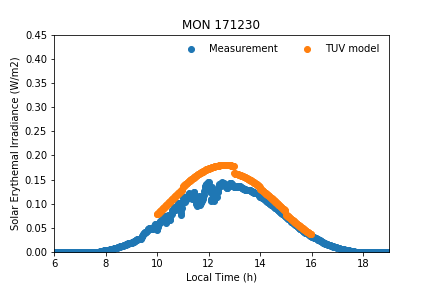 MON 171230
Measurement TUV model
Solar Erythemal Irradiance (W/m2)
0.45
0.40
0.35
0.30
0.25
0.20
0.15
0.10
0.05
0.00
6 8 10 12 14 16 18
Local Time (h)